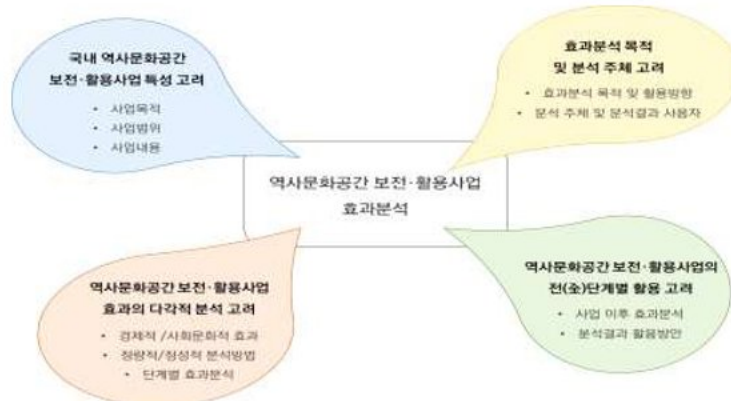 국내 역사문화공간
보전·활용사업 특성 고려
• 사업목적
• 사업범위
• 사업내용
효과분석 목적
및 분석 주체 고려
• 효과분석 목적 및 활용방향
• 분석 주체 및 분석결과 사용자
역사문화공간 보전·활용사업
효과분석
역사문화공간 보전·활용사업
효과의 다각적 분석 고려
• 경제적 /사회문화적 효과
• 정량적/정성적 분석방법
• 단계별 효과분석
역사문화공간 보전·활용사업의
전(全)단계별 활용 고려
• 사업 이후 효과분석
• 분석결과 활용방안